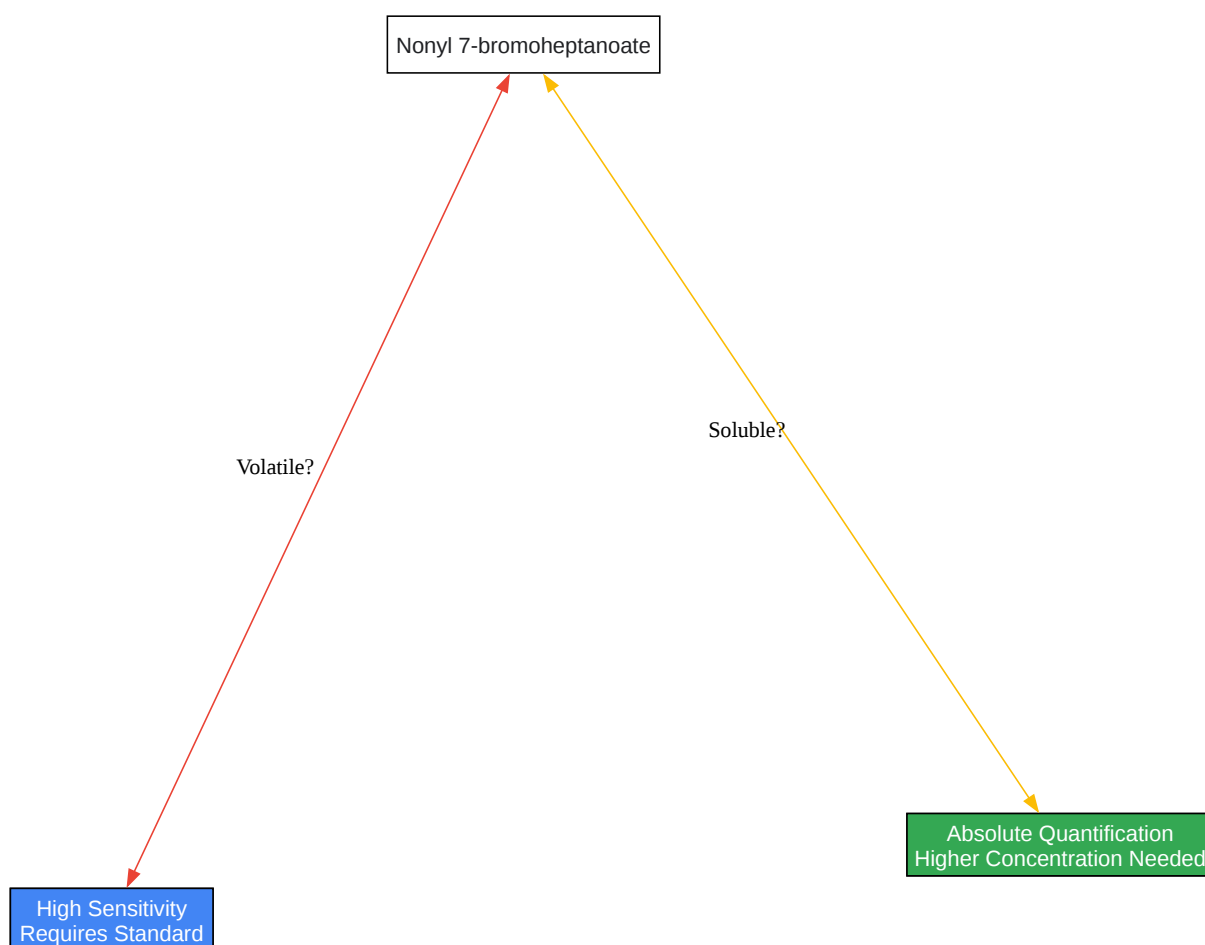 Nonyl 7-bromoheptanoate
Soluble?
Volatile?
Absolute Quantification
Higher Concentration Needed
High Sensitivity
Requires Standard